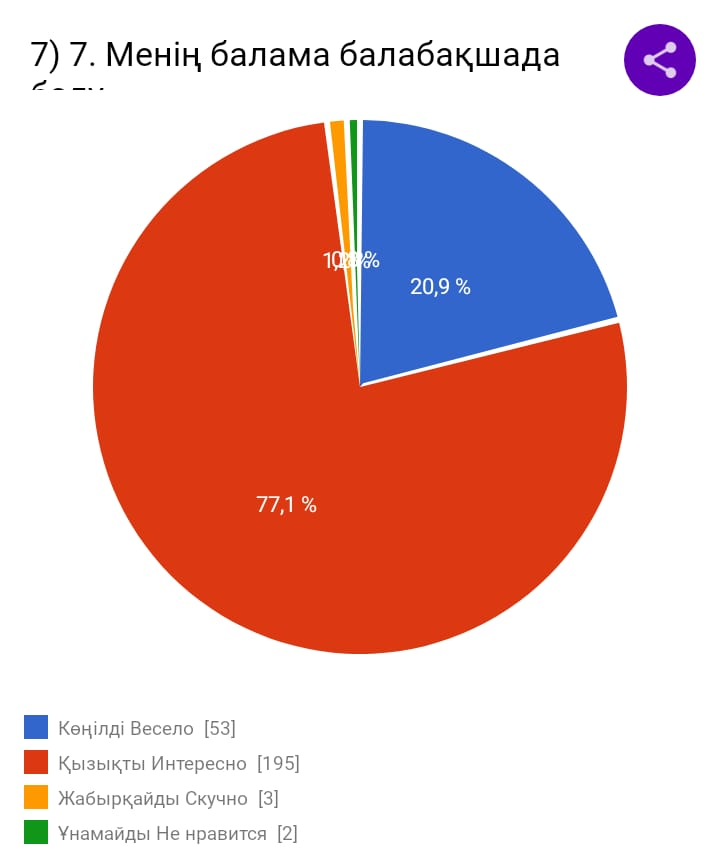 7) 7. Менің балама балабақшада
20,9 %
77,1 %
Көңілді Весело [53]
Қызықты Интересно [195]
Жабырқайды Скучно [3]
Ұнамайды Не нравится [2]